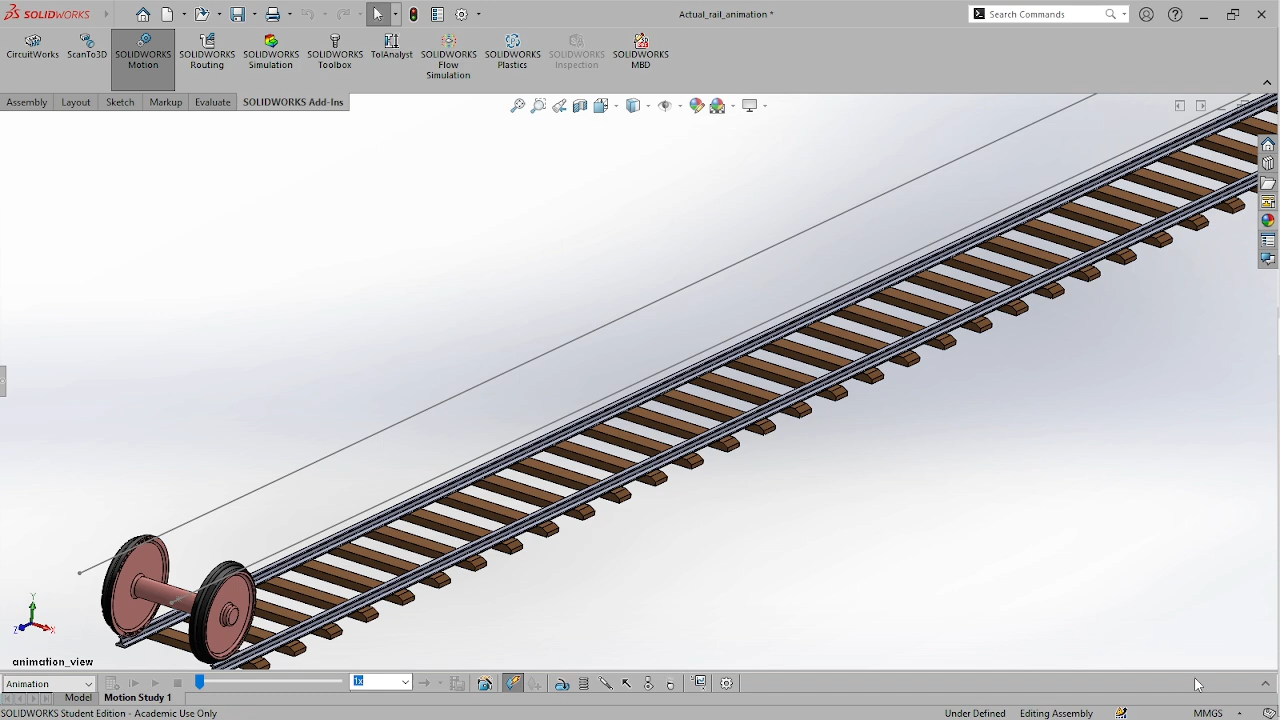 SOLIDWORKS
Actual_rail_animation *
Search Commands
CircuitWorks
ScanTo3D
SOLIDWORKS Motion
SOLIDWORKS Routing
SOLIDWORKS Simulation
SOLIDWORKS Toolbox
TolAnalyst
SOLIDWORKS Flow Simulation
SOLIDWORKS Plastics
SOLIDWORKS Inspection
SOLIDWORKS MBD
Assembly
Layout
Sketch
Markup
Evaluate
SOLIDWORKS Add-Ins
Y
Z
X
animation_view
Animation
1x
Model
Motion Study 1
SOLIDWORKS Student Edition - Academic Use Only
Under Defined
Editing Assembly
MMGS